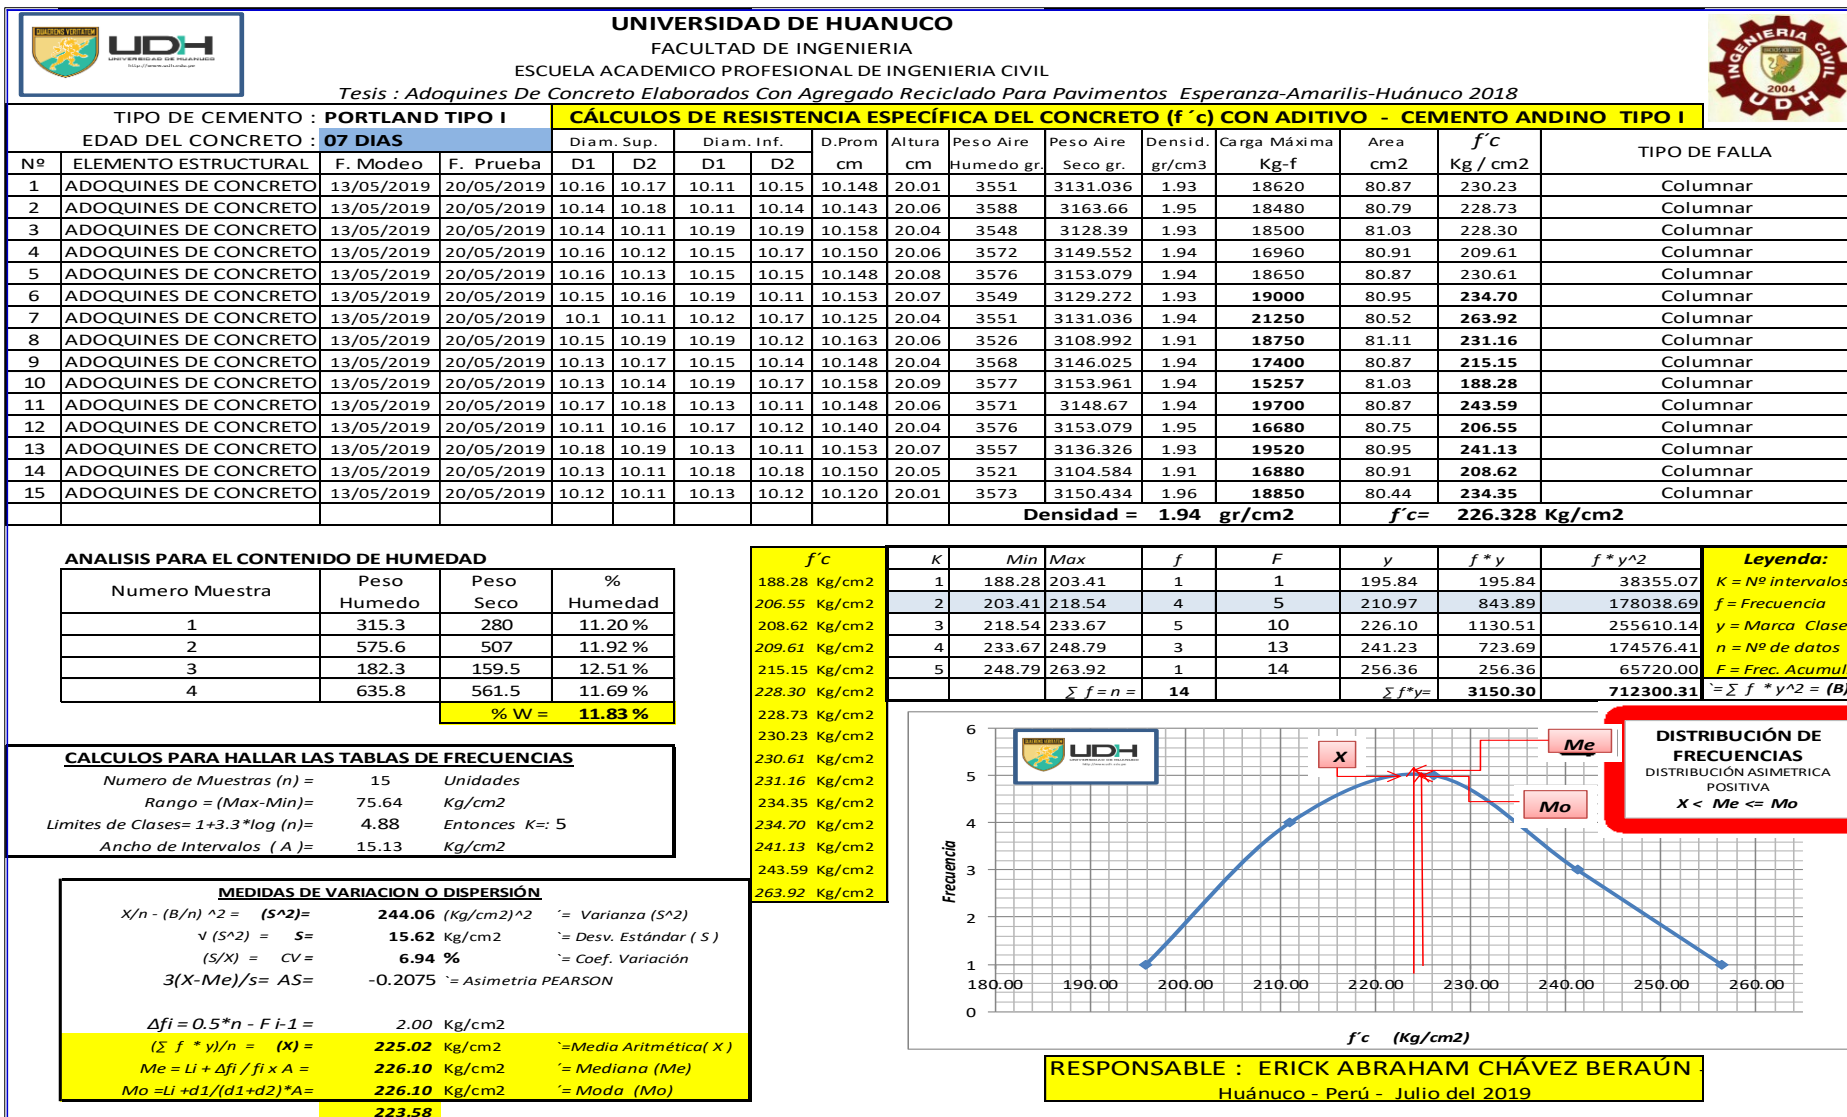 UNIVERSIDAD DE HUANUCO
FACULTAD DE INGENIERIA
ESCUELA ACADEMICO PROFESIONAL DE INGENIERIA CIVIL
Tesis : Adoquines De Concreto Elaborados Con Agregado Reciclado Para Pavimentos Esperanza-Amarilis-Huánuco 2018
QUAERENS VERITATEM
UDH
UNIVERSIDAD DE HUANUCO
http://www.udh.edu.pe
INGENIERIA CIVIL
2004
UDH
TIPO DE CEMENTO : PORTLAND TIPO I CÁLCULOS DE RESISTENCIA ESPECÍFICA DEL CONCRETO (f ´c) CON ADITIVO - CEMENTO ANDINO TIPO I
EDAD DEL CONCRETO : 07 DIAS Diam. Sup. Diam. Inf. D.Prom Altura Peso Aire Peso Aire Densid. Carga Máxima Area f´c TIPO DE FALLA
Nº ELEMENTO ESTRUCTURAL F. Modeo F. Prueba D1 D2 D1 D2 cm cm Humedo gr. Seco gr. gr/cm3 Kg-f cm2 Kg / cm2
1 ADOQUINES DE CONCRETO 13/05/2019 20/05/2019 10.16 10.17 10.11 10.15 10.148 20.01 3551 3131.036 1.93 18620 80.87 230.23 Columnar
2 ADOQUINES DE CONCRETO 13/05/2019 20/05/2019 10.14 10.18 10.11 10.14 10.143 20.06 3588 3163.66 1.95 18480 80.79 228.73 Columnar
3 ADOQUINES DE CONCRETO 13/05/2019 20/05/2019 10.14 10.11 10.19 10.19 10.158 20.04 3548 3128.39 1.93 18500 81.03 228.30 Columnar
4 ADOQUINES DE CONCRETO 13/05/2019 20/05/2019 10.16 10.12 10.15 10.17 10.150 20.06 3572 3149.552 1.94 16960 80.91 209.61 Columnar
5 ADOQUINES DE CONCRETO 13/05/2019 20/05/2019 10.16 10.13 10.15 10.15 10.148 20.08 3576 3153.079 1.94 18650 80.87 230.61 Columnar
6 ADOQUINES DE CONCRETO 13/05/2019 20/05/2019 10.15 10.16 10.19 10.11 10.153 20.07 3549 3129.272 1.93 19000 80.95 234.70 Columnar
7 ADOQUINES DE CONCRETO 13/05/2019 20/05/2019 10.1 10.11 10.12 10.17 10.125 20.04 3551 3131.036 1.94 21250 80.52 263.92 Columnar
8 ADOQUINES DE CONCRETO 13/05/2019 20/05/2019 10.15 10.19 10.19 10.12 10.163 20.06 3526 3108.992 1.91 18750 81.11 231.16 Columnar
9 ADOQUINES DE CONCRETO 13/05/2019 20/05/2019 10.13 10.17 10.15 10.14 10.148 20.04 3568 3146.025 1.94 17400 80.87 215.15 Columnar
10 ADOQUINES DE CONCRETO 13/05/2019 20/05/2019 10.13 10.14 10.19 10.17 10.158 20.09 3577 3153.961 1.94 15257 81.03 188.28 Columnar
11 ADOQUINES DE CONCRETO 13/05/2019 20/05/2019 10.17 10.18 10.13 10.11 10.148 20.06 3571 3148.67 1.94 19700 80.87 243.59 Columnar
12 ADOQUINES DE CONCRETO 13/05/2019 20/05/2019 10.11 10.16 10.17 10.12 10.140 20.04 3576 3153.079 1.95 16680 80.75 206.55 Columnar
13 ADOQUINES DE CONCRETO 13/05/2019 20/05/2019 10.18 10.19 10.13 10.11 10.153 20.07 3557 3136.326 1.93 19520 80.95 241.13 Columnar
14 ADOQUINES DE CONCRETO 13/05/2019 20/05/2019 10.13 10.11 10.18 10.18 10.150 20.05 3521 3104.584 1.91 16880 80.91 208.62 Columnar
15 ADOQUINES DE CONCRETO 13/05/2019 20/05/2019 10.12 10.11 10.13 10.12 10.120 20.01 3573 3150.434 1.96 18850 80.44 234.35 Columnar
Densidad = 1.94 gr/cm2 f´c= 226.328 Kg/cm2
ANALISIS PARA EL CONTENIDO DE HUMEDAD
Numero Muestra Peso Humedo Peso Seco % Humedad
1 315.3 280 11.20 %
2 575.6 507 11.92 %
3 182.3 159.5 12.51 %
4 635.8 561.5 11.69 %
% W = 11.83 %
CALCULOS PARA HALLAR LAS TABLAS DE FRECUENCIAS
Numero de Muestras (n) = 15 Unidades
Rango = (Max-Min)= 75.64 Kg/cm2
Limites de Clases= 1+3.3*log (n)= 4.88 Entonces K=: 5
Ancho de Intervalos ( A )= 15.13 Kg/cm2
MEDIDAS DE VARIACION O DISPERSIÓN
X/n - (B/n) ^2 = (S^2)= 244.06 (Kg/cm2)^2 ´= Varianza (S^2)
√ (S^2) = S= 15.62 Kg/cm2 `= Desv. Estándar ( S )
(S/X) = CV = 6.94 % `= Coef. Variación
3(X-Me)/s= AS= -0.2075 `= Asimetria PEARSON
Δfi = 0.5*n - F i-1 = 2.00 Kg/cm2
(∑ f * y)/n = (X) = 225.02 Kg/cm2 `=Media Aritmética( X )
Me = Li + Δfi / fi x A = 226.10 Kg/cm2 ´= Mediana (Me)
Mo =Li +d1/(d1+d2)*A= 226.10 Kg/cm2 ´= Moda (Mo)
223.58
f´c
188.28 Kg/cm2
206.55 Kg/cm2
208.62 Kg/cm2
209.61 Kg/cm2
215.15 Kg/cm2
228.30 Kg/cm2
228.73 Kg/cm2
230.23 Kg/cm2
230.61 Kg/cm2
231.16 Kg/cm2
234.35 Kg/cm2
234.70 Kg/cm2
241.13 Kg/cm2
243.59 Kg/cm2
263.92 Kg/cm2
K Min Max f F y f * y f * y^2 Leyenda:
1 188.28 203.41 1 1 195.84 195.84 38355.07 K = Nº intervalos
2 203.41 218.54 4 5 210.97 843.89 178038.69 f = Frecuencia
3 218.54 233.67 5 10 226.10 1130.51 255610.14 y = Marca Clase
4 233.67 248.79 3 13 241.23 723.69 174576.41 n = Nº de datos
5 248.79 263.92 1 14 256.36 256.36 65720.00 F = Frec. Acumul
∑ f = n = 14 ∑ f*y= 3150.30 712300.31 `=∑ f * y^2 = (B)
UDH
X
Me
Mo
DISTRIBUCIÓN DE
FRECUENCIAS
DISTRIBUCIÓN ASIMETRICA
POSITIVA
X < Me <= Mo
Frecuencia
6
5
4
3
2
1
0
180.00 190.00 200.00 210.00 220.00 230.00 240.00 250.00 260.00
f´c (Kg/cm2)
RESPONSABLE : ERICK ABRAHAM CHÁVEZ BERAÚN
Huánuco - Perú - Julio del 2019